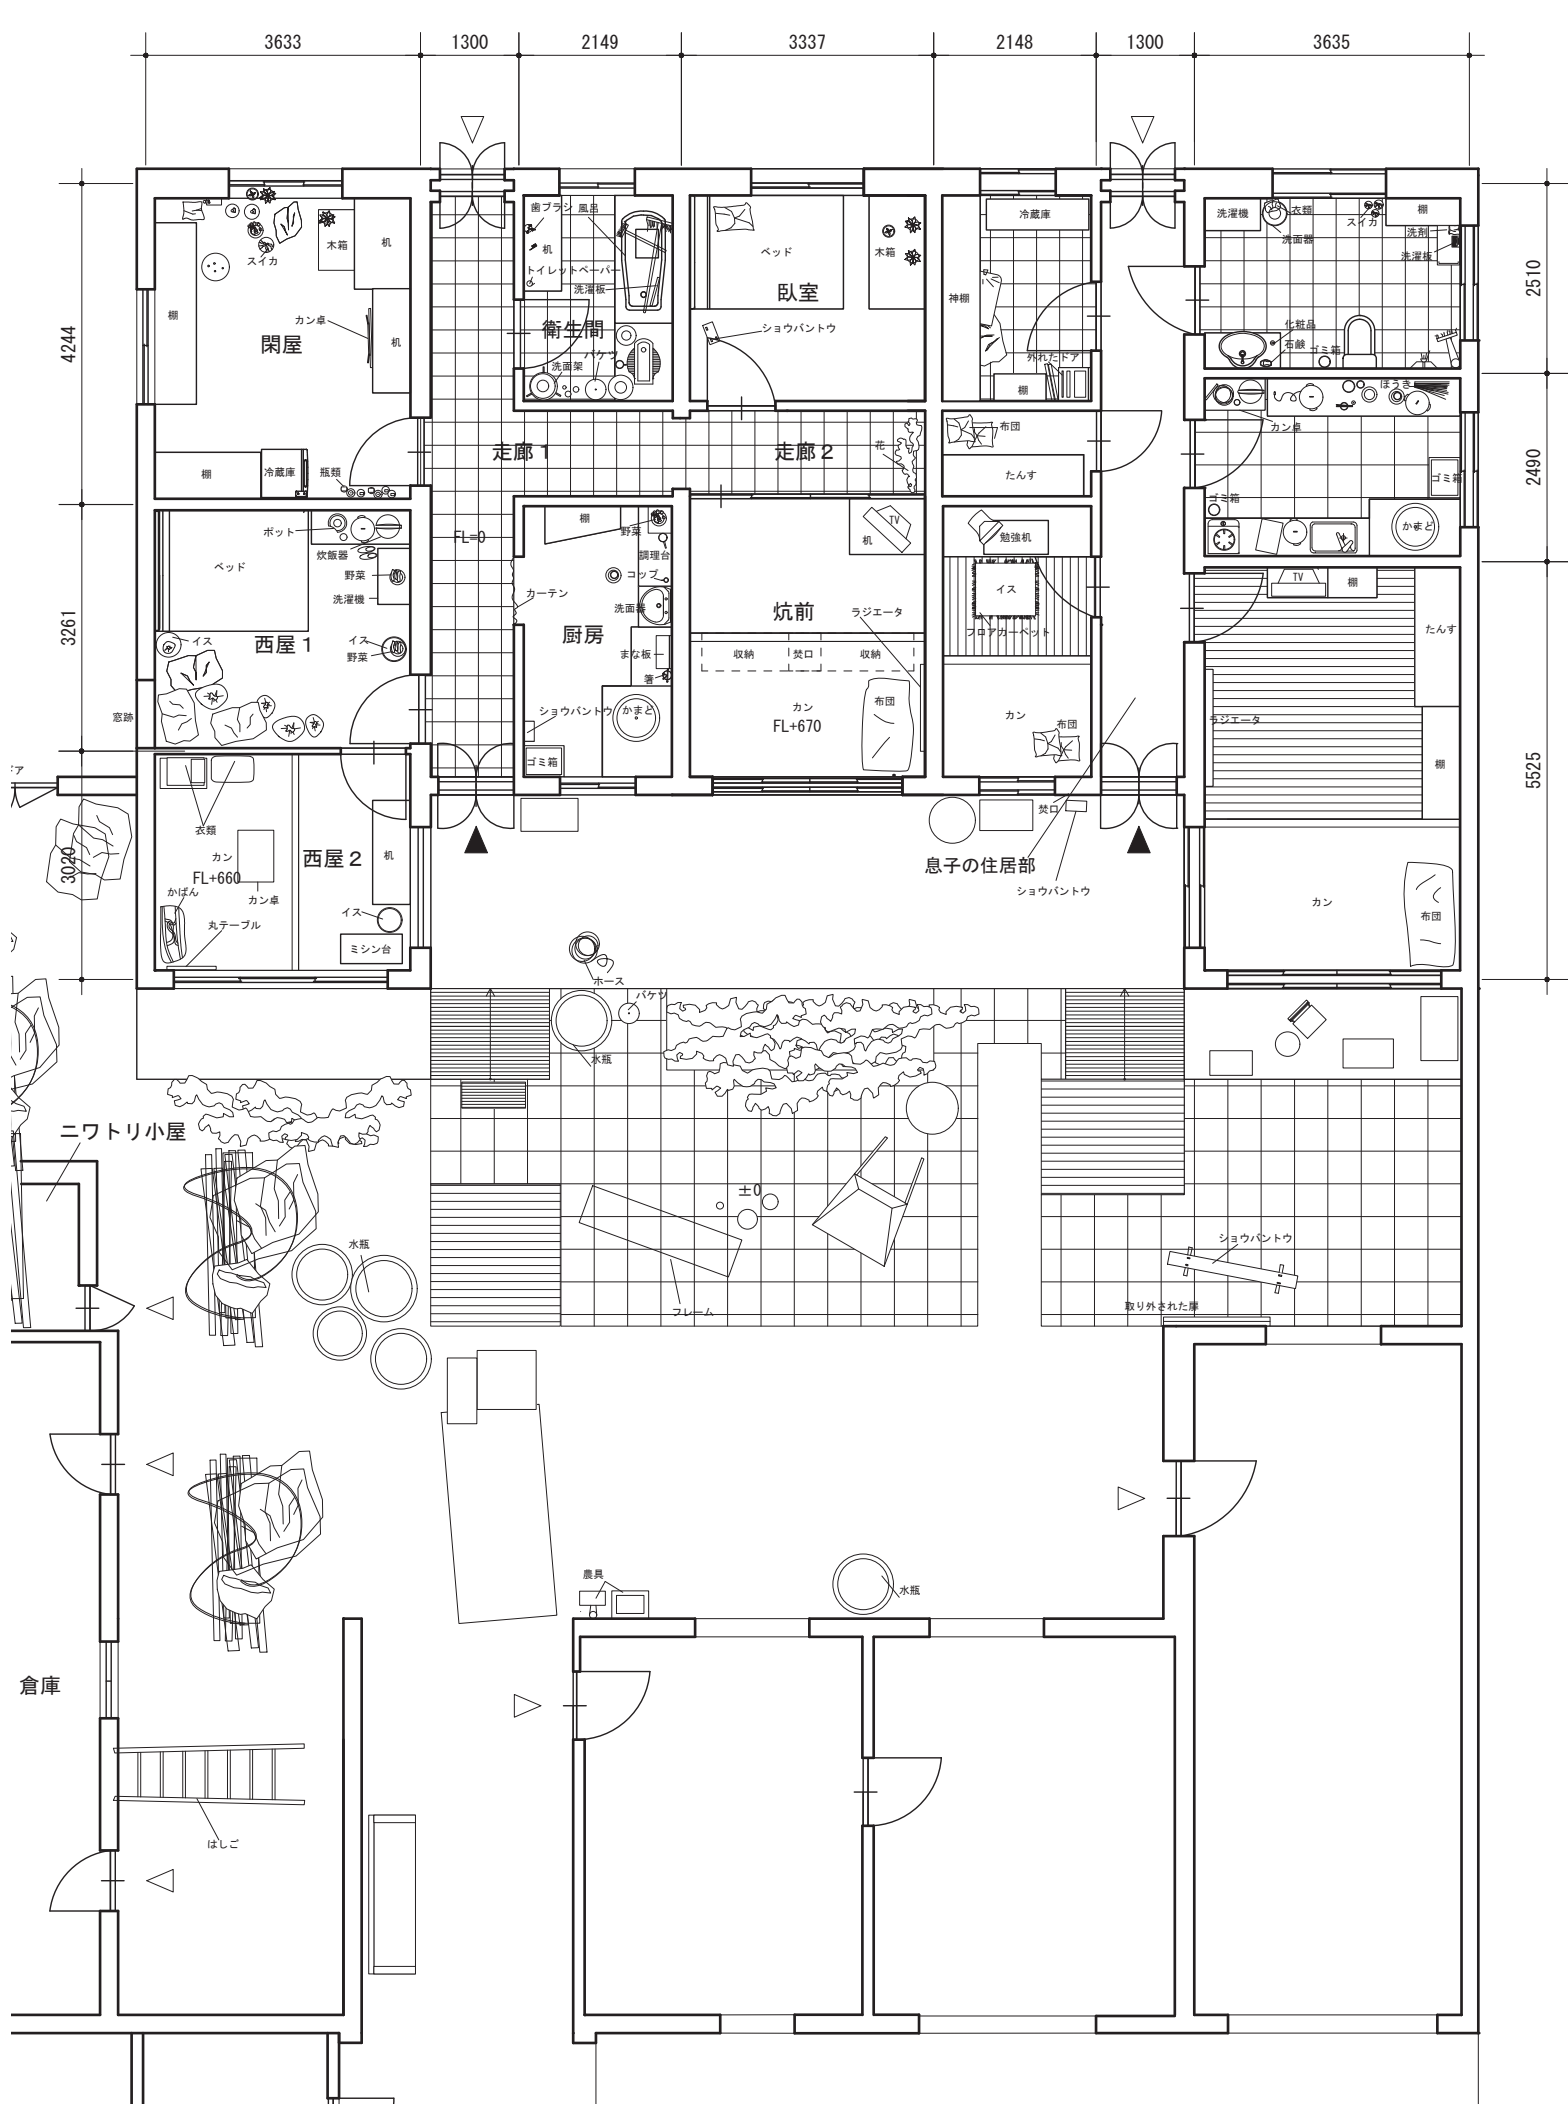 3633
1300
2149
3337
2148
1300
3635
4244
3261
3020
2510
2490
5525
スイカ
木箱
机
棚
カン卓
机
閑屋
棚
冷蔵庫
瓶類
歯ブラシ
風呂
机
トイレットペーパー
洗濯板
衛生間
バケツ
洗面架
ベッド
木箱
臥室
ショウバントウ
冷蔵庫
神棚
外れたドア
棚
洗濯機
衣類
洗面器
スイカ
棚
洗剤
洗濯板
化粧品
石鹸
ゴミ箱
ほうき
カン卓
ゴミ箱
ゴミ箱
かまど
走廊1
走廊2
花
布団
たんす
FL=0
ポット
炊飯器
ベッド
野菜
洗濯機
イス
西屋1
イス
野菜
窓跡
棚
野菜
調理台
コップ
カーテン
洗面器
厨房
まな板
箸
ショウバントウ
かまど
ゴミ箱
TV
机
炕前
ラジエータ
収納
焚口
収納
カン
FL+670
布団
勉強机
イス
フロアカーペット
カン
布団
TV
棚
たんす
ラジエータ
棚
カン
布団
ドア
衣類
カン
FL+660
カン卓
西屋2
机
かばん
丸テーブル
イス
ミシン台
焚口
息子の住居部
ショウバントウ
ホース
バケツ
水瓶
ニワトリ小屋
水瓶
±0
フレーム
ショウバントウ
取り外された扉
農具
水瓶
倉庫
はしご